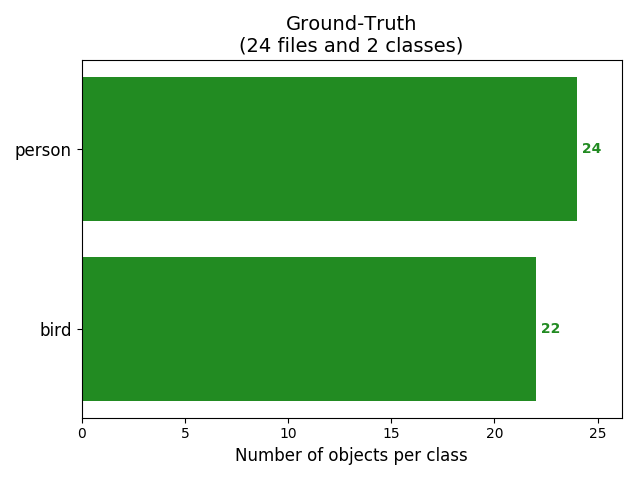 Ground-Truth
(24 files and 2 classes)
person
24
bird
22
0 5 10 15 20 25
Number of objects per class